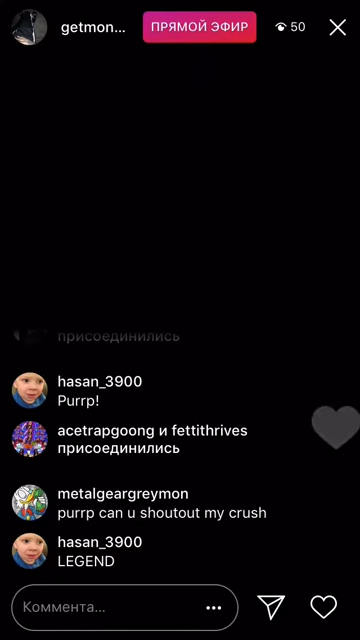 getmon...
ПРЯМОЙ ЭФИР
50
присоединились
hasan_3900
Purrp!
acetrapgoong и fettithrives
присоединились
metalgeargreymon
purrp can u shoutout my crush
hasan_3900
LEGEND
Коммента...